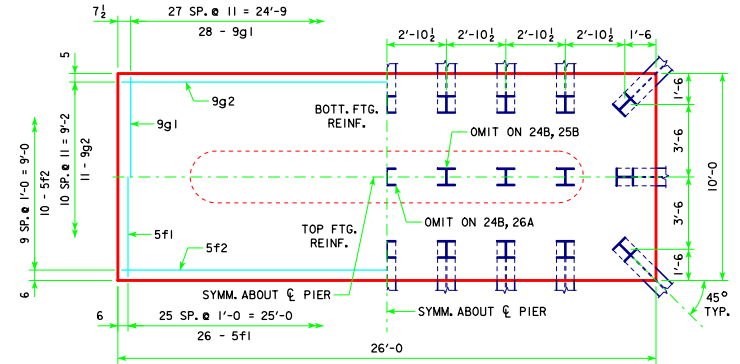 7½
27 SP. @ 11 = 24'-9
28 - 9g1
2'-10½
2'-10½
2'-10½
2'-10½
1'-6
5
9g2
9g1
BOTT. FTG.
REINF.
OMIT ON 24B, 25B
1'-6
3'-6
10'-0
3'-6
1'-6
9 SP. @ 1'-0 = 9'-0
10 - 5f2
10 SP. @ 11 = 9'-2
11 - 9g2
OMIT ON 24B, 26A
TOP FTG.
REINF.
5f1
5f2
6
SYMM. ABOUT ℄ PIER
SYMM. ABOUT ℄ PIER
45°
TYP.
6
25 SP. @ 1'-0 = 25'-0
26 - 5f1
26'-0